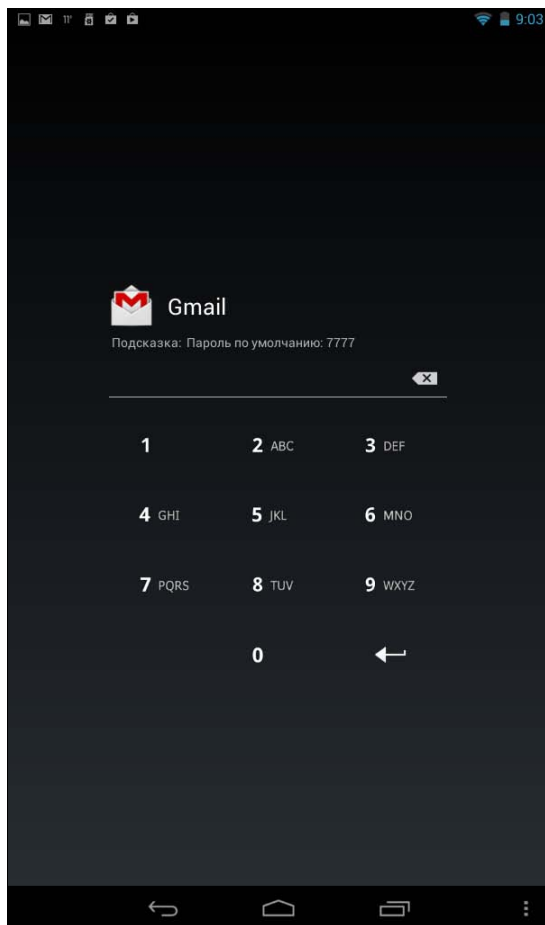 11° 9:03
Gmail
Подсказка: Пароль по умолчанию: 7777
1 2 ABC 3 DEF
4 GHI 5 JKL 6 MNO
7 PQRS 8 TUV 9 WXYZ
0